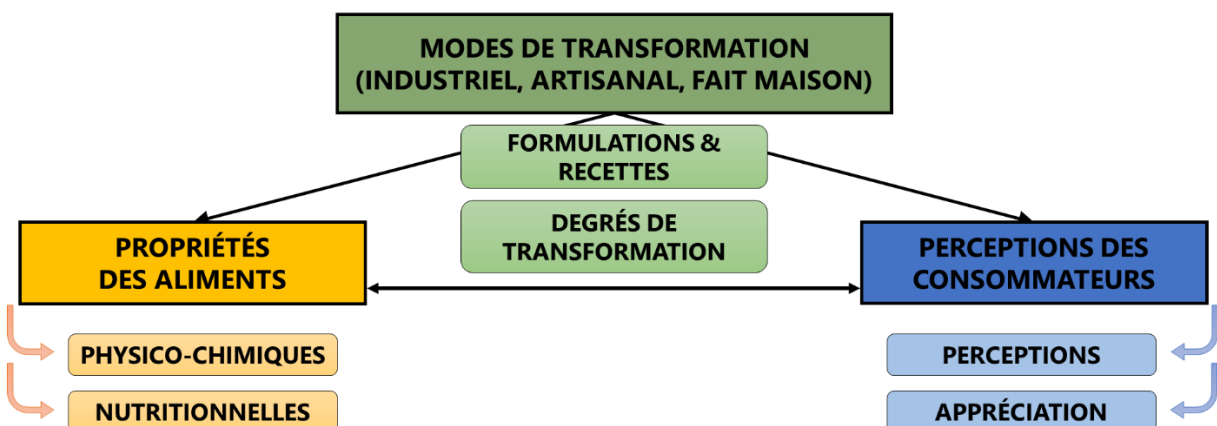 MODES DE TRANSFORMATION
(INDUSTRIEL, ARTISANAL, FAIT MAISON)
FORMULATIONS &
RECETTES
DEGRÉS DE
TRANSFORMATION
PROPRIÉTÉS
DES ALIMENTS
PERCEPTIONS DES
CONSOMMATEURS
PHYSICO-CHIMIQUES
NUTRITIONNELLES
PERCEPTIONS
APPRÉCIATION